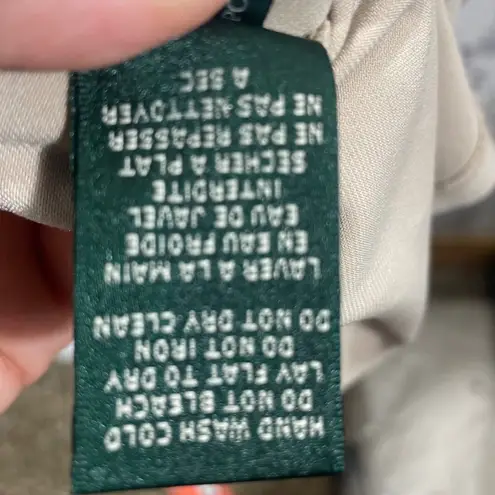 HAND WASH COLD
DO NOT BLEACH
LAY FLAT TO DRY
DO NOT IRON
DO NOT DRY CLEAN
LAVER A LA MAIN
EN EAU FROIDE
EAU DE JAVEL
INTERDITE
SECHER A PLAT
NE PAS REPASSER
NE PAS NETTOYER
A SEC